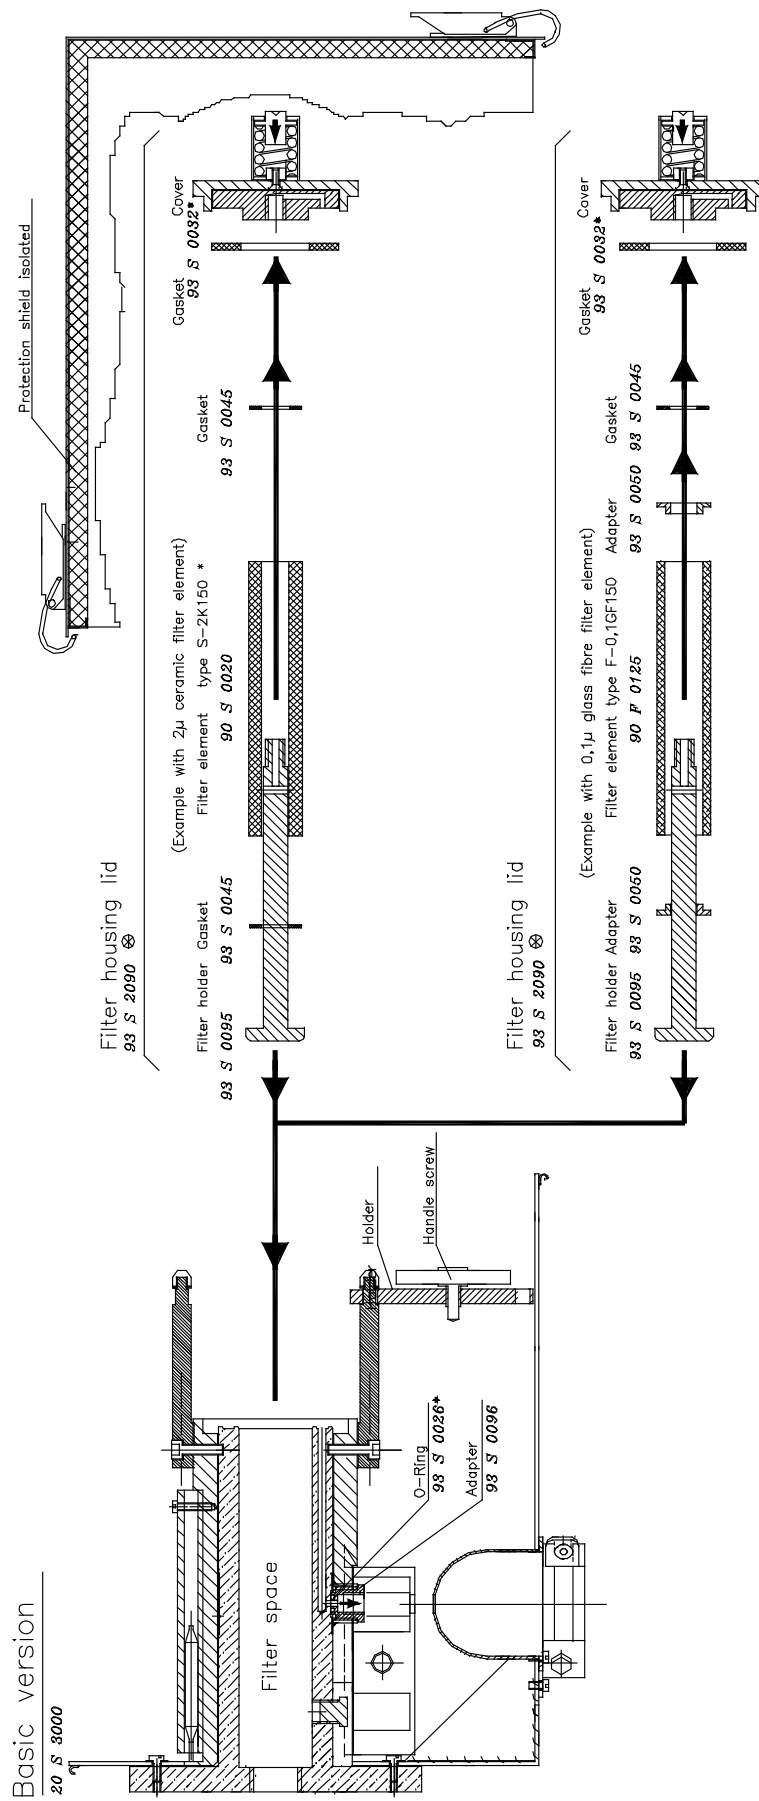 Basic version
20 S 3000
Filter space
O-Ring
93 S 0026*
Adapter
93 S 0096
Holder
Handle screw
Protection shield isolated
Filter housing lid
93 S 2090 ⊗
(Example with 2µ ceramic filter element)
Filter holder Gasket
93 S 0095 93 S 0045
Filter element type S-2K150 *
90 S 0020
Gasket
93 S 0045
Gasket
93 S 0032*
Cover
Filter housing lid
93 S 2090 ⊗
(Example with 0,1µ glass fibre filter element)
Filter holder Adapter
93 S 0095 93 S 0050
Filter element type F-0,1GF150
90 F 0125
Adapter
93 S 0050
Gasket
93 S 0045
Gasket
93 S 0032*
Cover